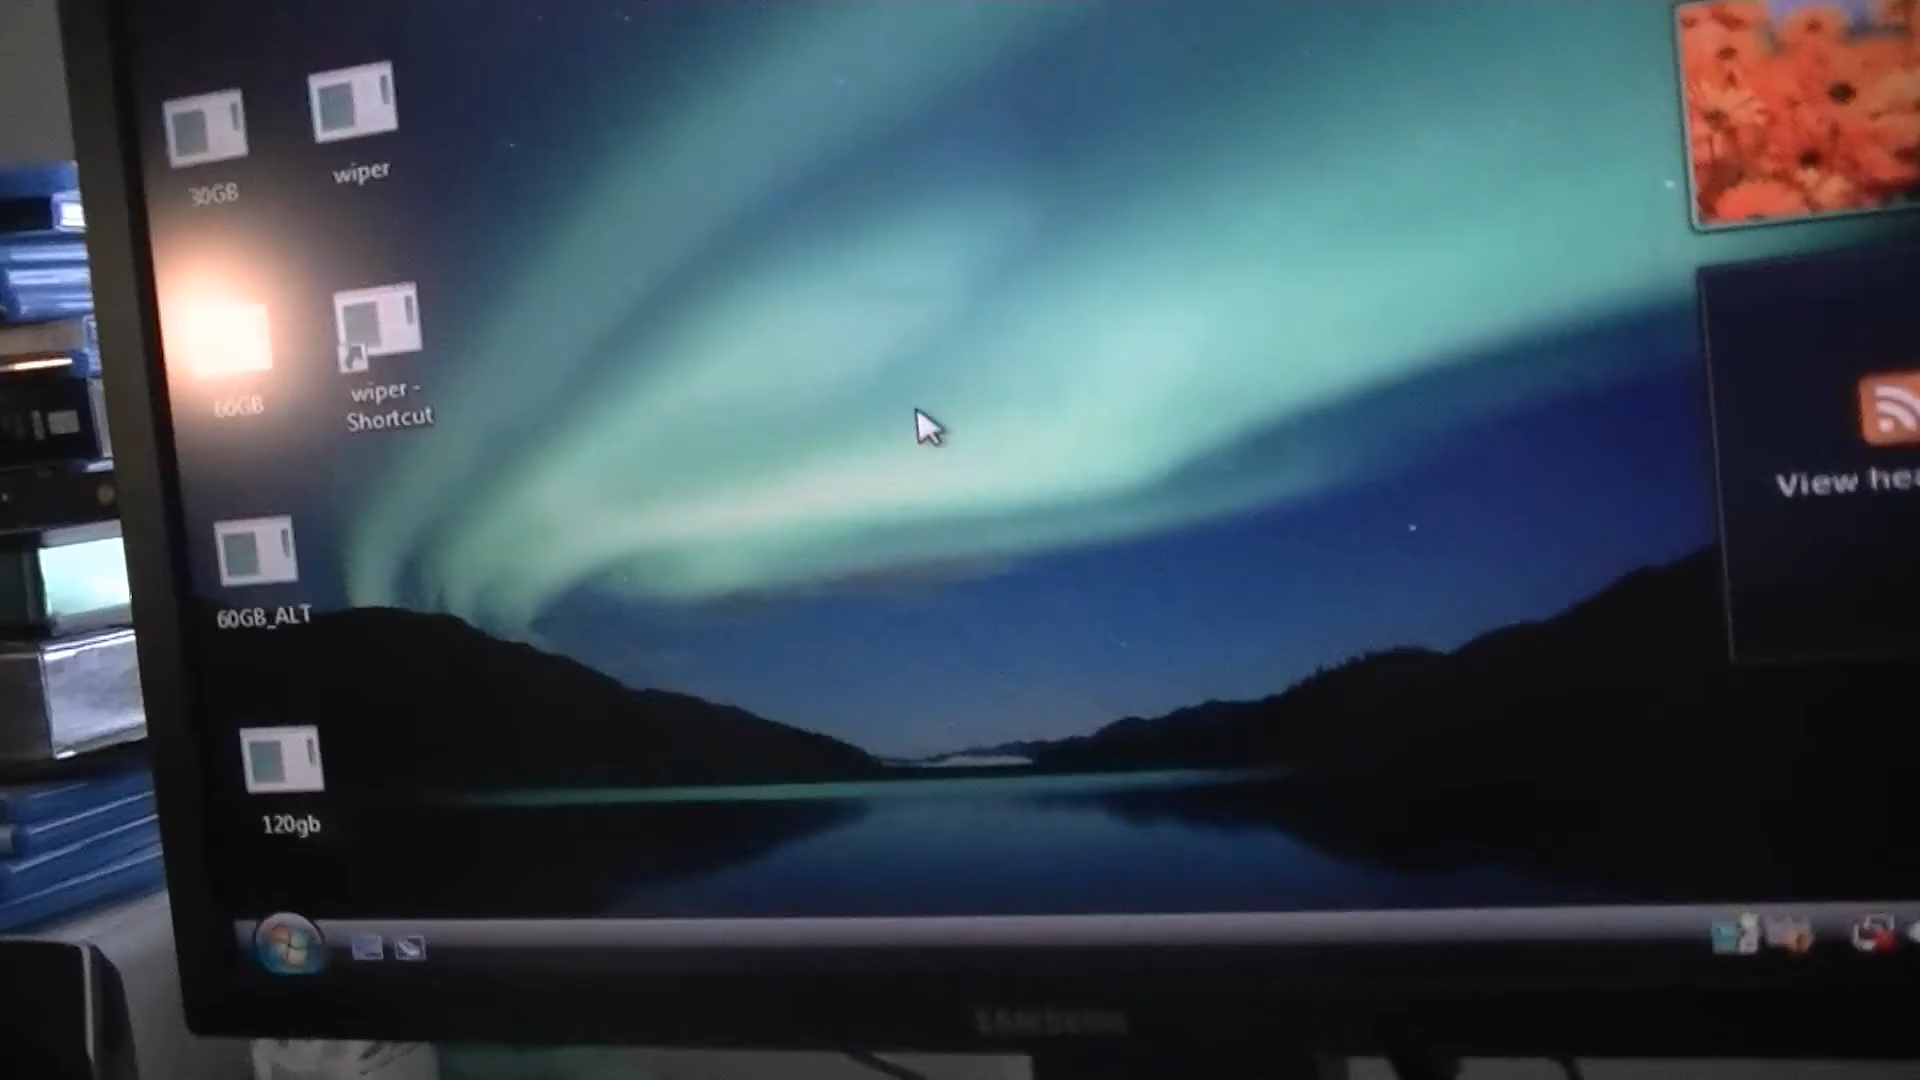 30GB
wiper
60GB
wiper -
Shortcut
60GB_ALT
120gb
View hea
SAMSUNG